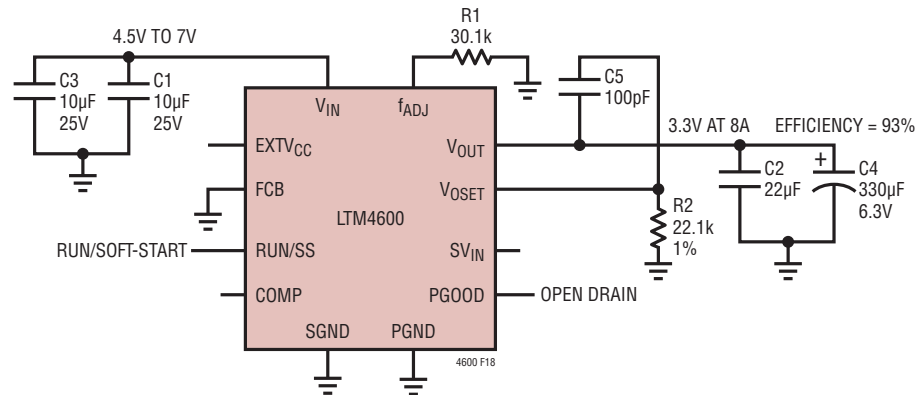 R1
30.1k
4.5V TO 7V
C3
10µF
25V
C1
10µF
25V
C5
100pF
VIN
fADJ
EXTVCC
VOUT
3.3V AT 8A
EFFICIENCY = 93%
FCB
VOSET
C2
22µF
+
C4
330µF
6.3V
LTM4600
R2
22.1k
1%
RUN/SOFT-START
RUN/SS
SVIN
COMP
PGOOD
OPEN DRAIN
SGND
PGND
4600 F18